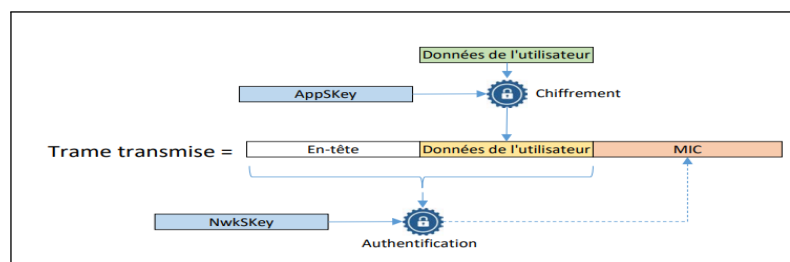 Données de l'utilisateur
AppSKey
Chiffrement
Trame transmise =
En-tête
Données de l'utilisateur
MIC
NwkSKey
Authentification